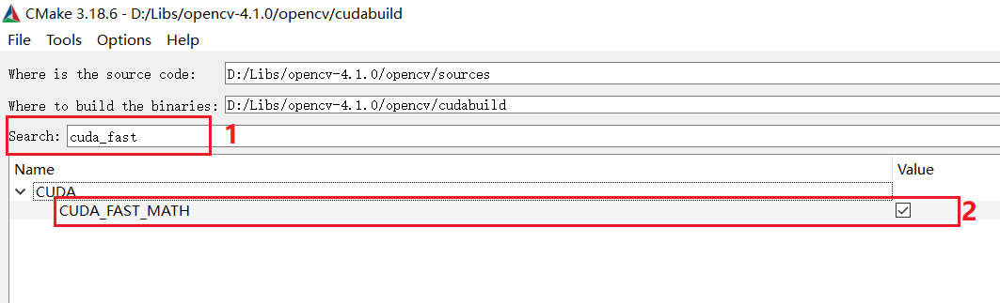 CMake 3.18.6 - D:/Libs/opencv-4.1.0/opencv/cudabuild
File Tools Options Help
Where is the source code: D:/Libs/opencv-4.1.0/opencv/sources
Where to build the binaries: D:/Libs/opencv-4.1.0/opencv/cudabuild
Search: cuda_fast 1
Name Value
CUDA
CUDA_FAST_MATH 2